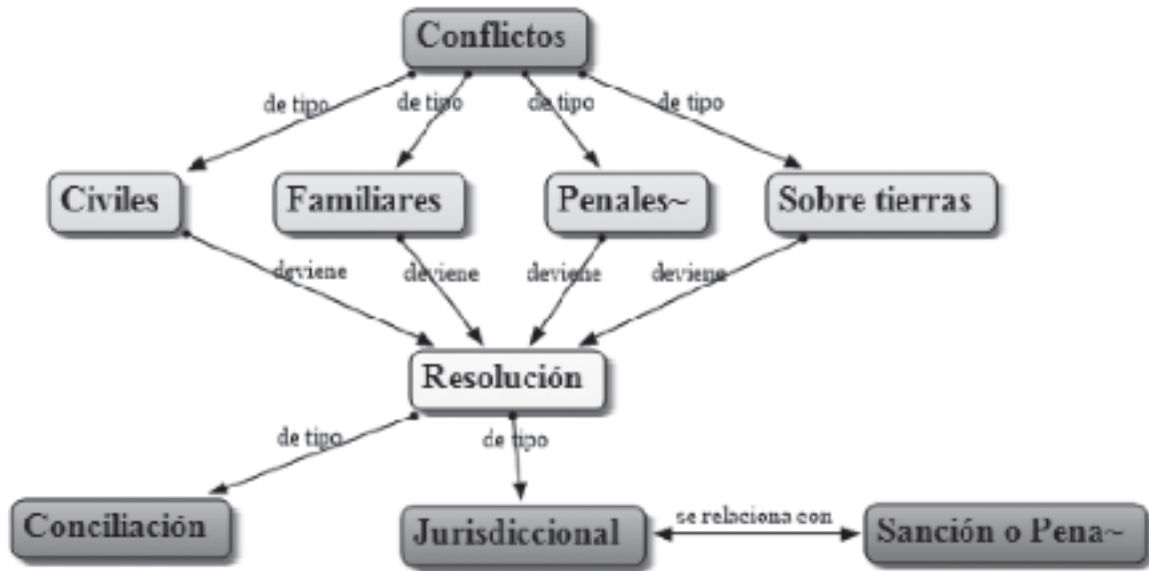 Conflictos
de tipo de tipo de tipo de tipo
Civiles Familiares Penales~ Sobre tierras
deviene deviene deviene deviene
Resolución
de tipo de tipo
Conciliación Jurisdiccional se relaciona con Sanción o Pena~